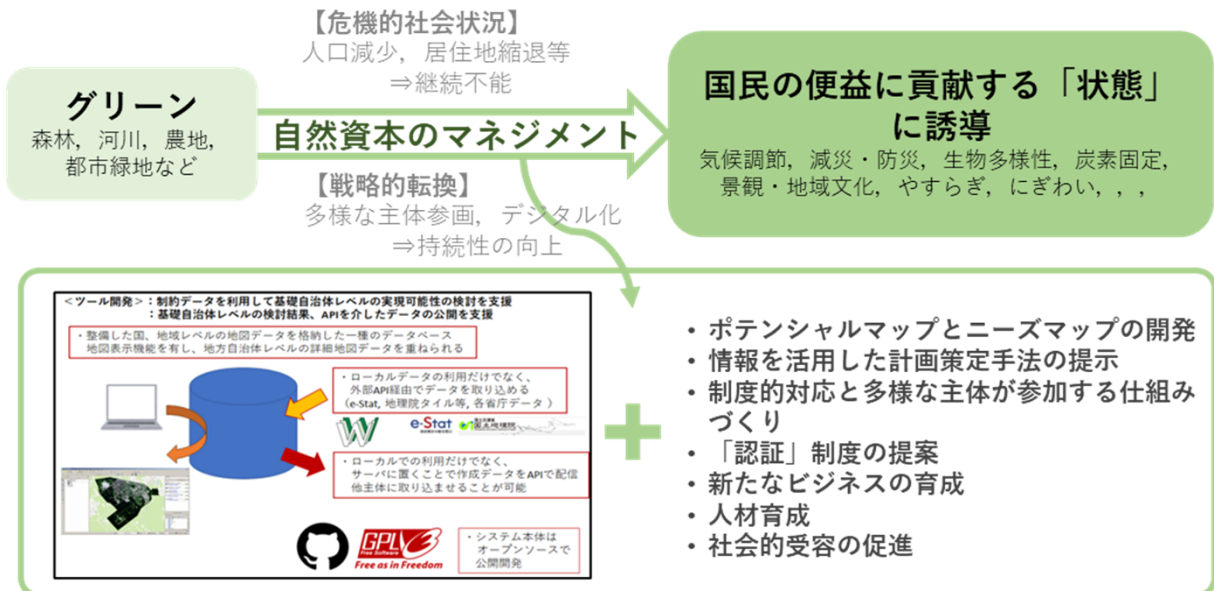 【危機的社会状況】
人口減少，居住地縮退等
⇒継続不能
グリーン
森林，河川，農地，
都市緑地など
自然資本のマネジメント
【戦略的転換】
多様な主体参画，デジタル化
⇒持続性の向上
国民の便益に貢献する「状態」
に誘導
気候調節，減災・防災，生物多様性，炭素固定，
景観・地域文化，やすらぎ，にぎわい，，，
＜ツール開発＞：制約データを利用して基礎自治体レベルの実現可能性の検討を支援
：基礎自治体レベルの検討結果、APIを介したデータの公開を支援
・整備した国、地域レベルの地図データを格納した一種のデータベース
地図表示機能を有し、地方自治体レベルの詳細地図データを重ねられる
・ローカルデータの利用だけでなく、
外部API経由でデータを取り込める
（e-Stat, 地理院タイル等, 各省庁データ ）
e-Stat
国土地理院
・ローカルでの利用だけでなく、
サーバに置くことで作成データをAPIで配信
他主体に取り込ませることが可能
GPLv3
Free Software
Free as in Freedom
・システム本体は
オープンソースで
公開開発
• ポテンシャルマップとニーズマップの開発
• 情報を活用した計画策定手法の提示
• 制度的対応と多様な主体が参加する仕組み
づくり
• 「認証」制度の提案
• 新たなビジネスの育成
• 人材育成
• 社会的受容の促進